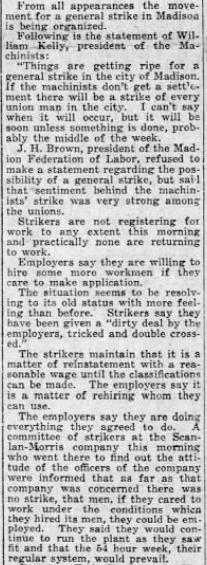 From all appearances the move-
ment for a general strike in Madison
is being organized.
Following is the statement of Wil-
liam Kelly, president of the Ma-
chinists:
"Things are getting ripe for a
general strike in the city of Madison.
If the machinists don't get a settle-
ment there will be a strike of every
union man in the city. I can't say
when it will occur, but it will be
soon unless something is done, prob-
ably the middle of the week.
J. H. Brown, president of the Mad-
ion Federation of Labor, refused to
make a statement regarding the pos-
sibility of a general strike, but said
that sentiment behind the machin-
ists' strike was very strong among
the unions.
Strikers are not registering for
work to any extent this morning
and practically none are returning
to work.
Employers say they are willing to
hire some more workmen if they
care to make application.
The situation seems to be resolv-
ing to its old status with more feel-
ing than before. Strikers say they
have been given a "dirty deal by the
employers, tricked and double cross-
ed."
The strikers maintain that it is a
matter of reinstatement with a rea-
sonable wage until the classifications
can be made. The employers say it
is a matter of rehiring whom they
can use.
The employers say they are doing
everything they agreed to do. A
committee of strikers at the Scan-
lan-Morris company this morning
who went there to find out the atti-
tude of the officers of the company
were informed that as far as that
company was concerned there was
no strike, that men, if they cared to
work under the conditions which
they hired its men, they could be em-
ployed. They said they would con-
tinue to run the plant as they saw
fit and that the 54 hour week, their
regular system, would prevail.